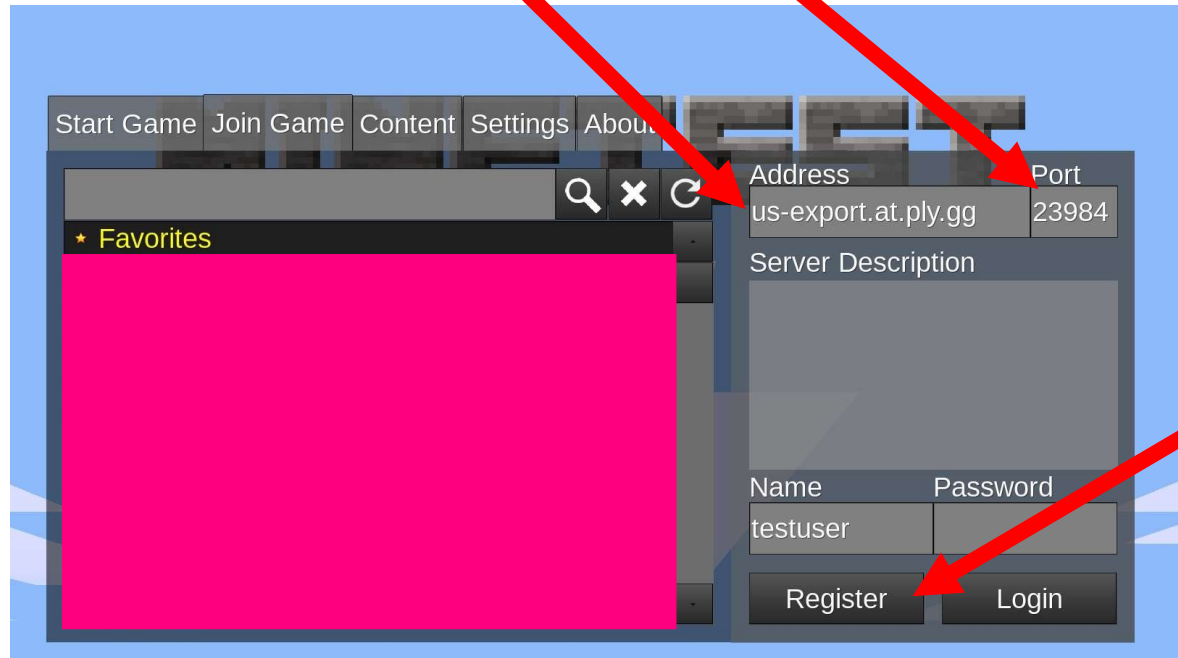 Start Game Join Game Content Settings About
Address Port
us-export.at.ply.gg 23984
Favorites
Server Description
Name Password
testuser
Register Login